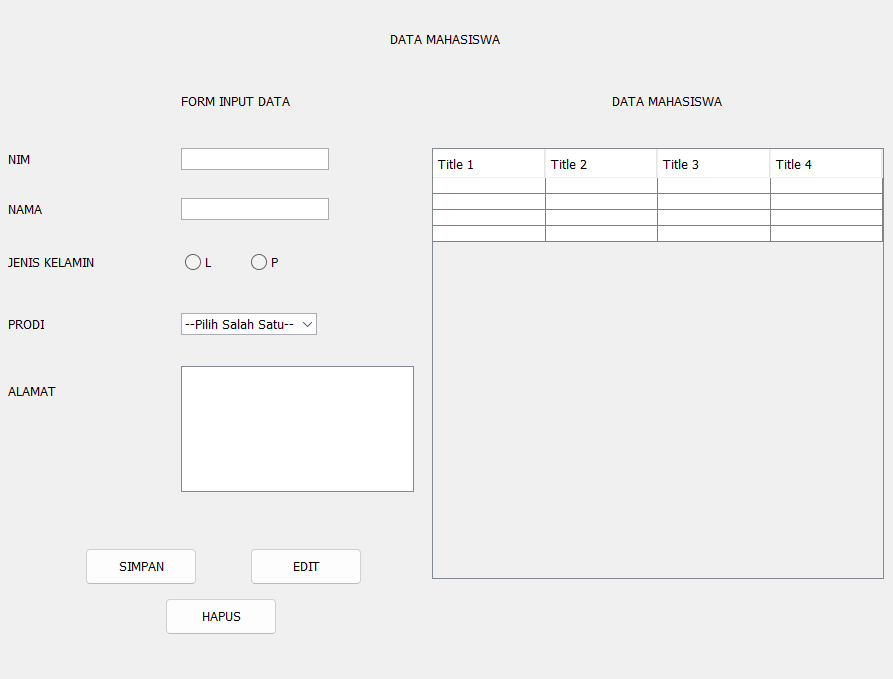 DATA MAHASISWA
FORM INPUT DATA
DATA MAHASISWA
NIM
NAMA
JENIS KELAMIN
L
P
PRODI
--Pilih Salah Satu--
ALAMAT
SIMPAN
EDIT
HAPUS
Title 1
Title 2
Title 3
Title 4